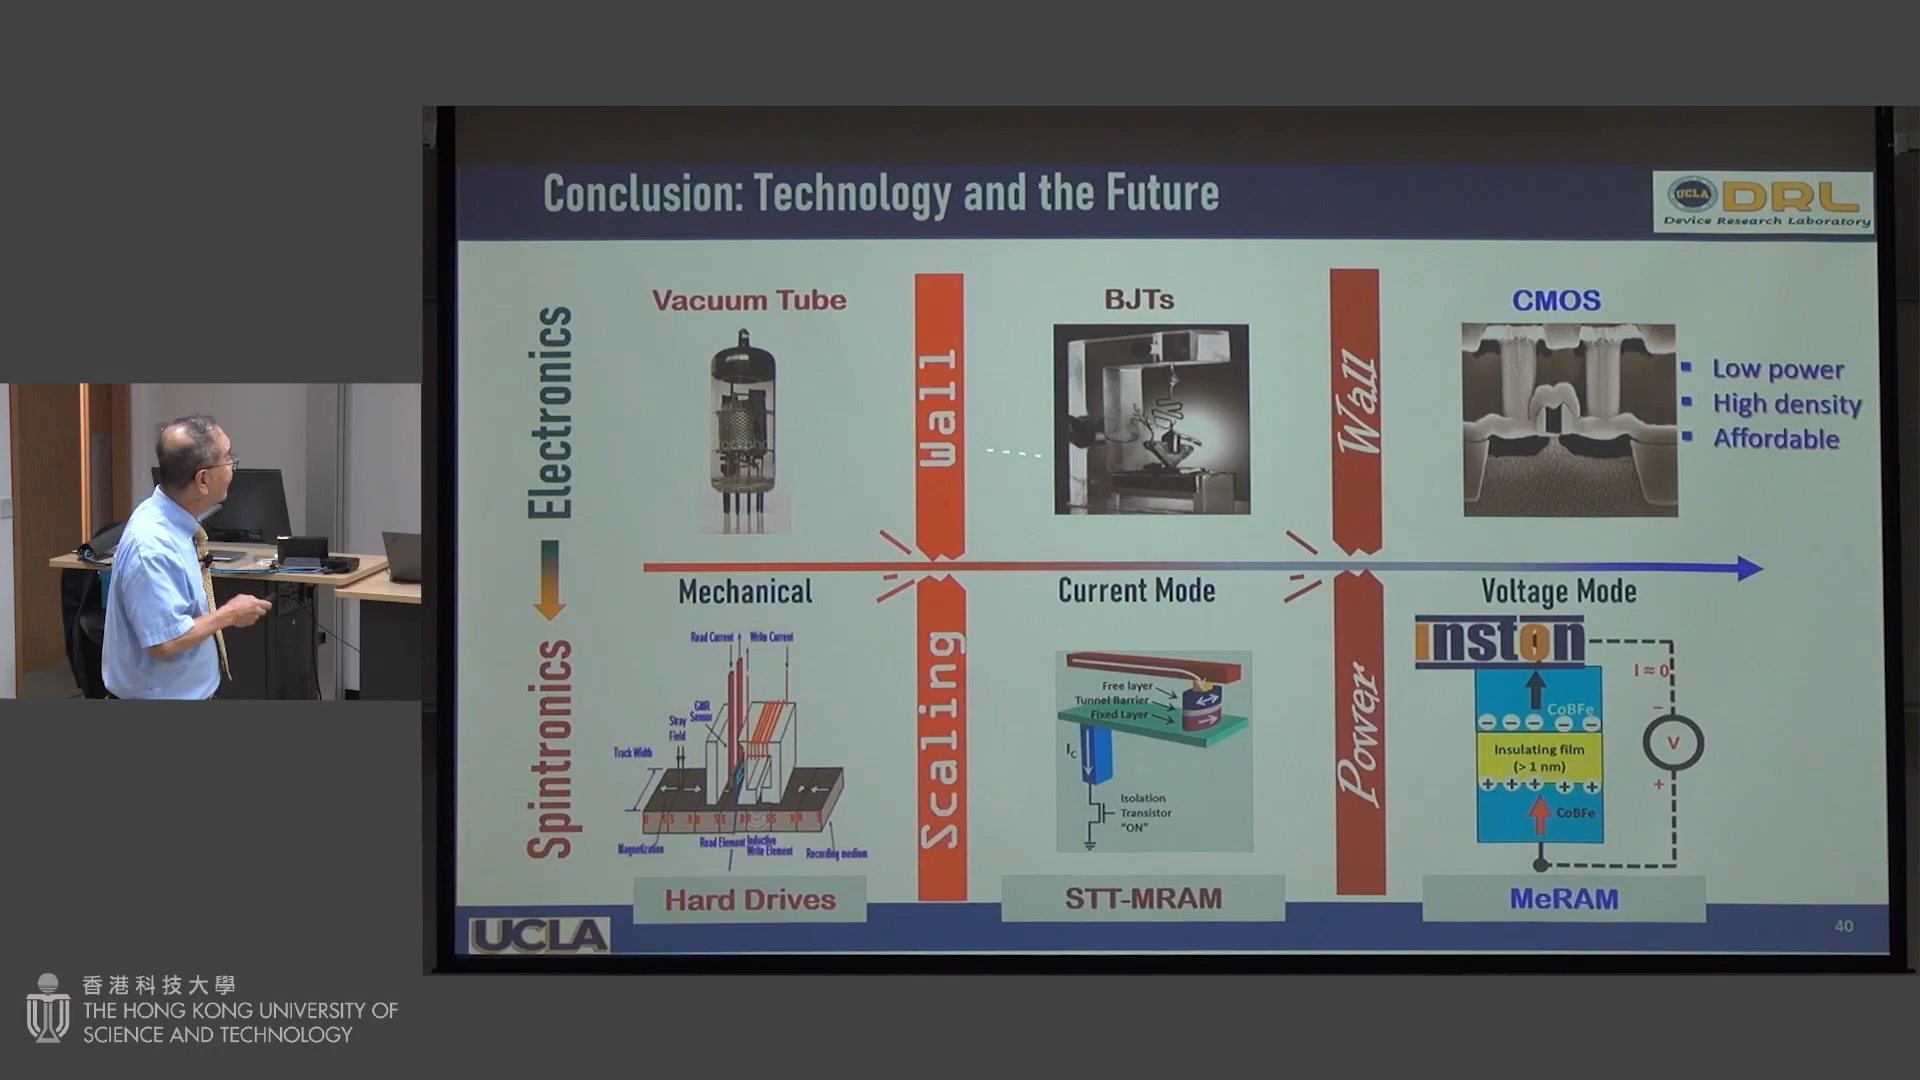 Conclusion: Technology and the Future
UCLA DRL
Device Research Laboratory
Electronics
Vacuum Tube
Wall
BJTs
Wall
CMOS
Low power
High density
Affordable
Spintronics
Mechanical
Read Current
Write Current
GMR
Sensor
Stray
Field
Track Width
Magnetization
Read Element
Inductive
Write Element
Recording medium
Hard Drives
Scaling
Current Mode
Free layer
Tunnel Barrier
Fixed Layer
Ic
Isolation
Transistor
"ON"
STT-MRAM
Power
Voltage Mode
inston
I ≈ 0
CoBFe
Insulating film
(> 1 nm)
CoBFe
V
MeRAM
UCLA
40
香港科技大學
THE HONG KONG UNIVERSITY OF
SCIENCE AND TECHNOLOGY